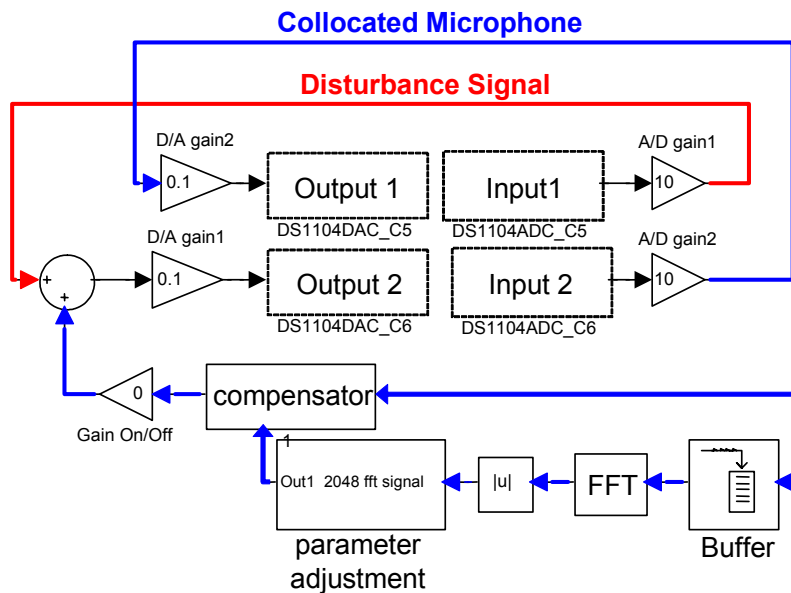 Collocated Microphone
Disturbance Signal
D/A gain2
A/D gain1
0.1
Output 1
Input1
10
DS1104DAC_C5
DS1104ADC_C5
D/A gain1
A/D gain2
+
+
0.1
Output 2
Input 2
10
DS1104DAC_C6
DS1104ADC_C6
0
compensator
Gain On/Off
1
Out1 2048 fft signal
|u|
FFT
parameter
adjustment
Buffer